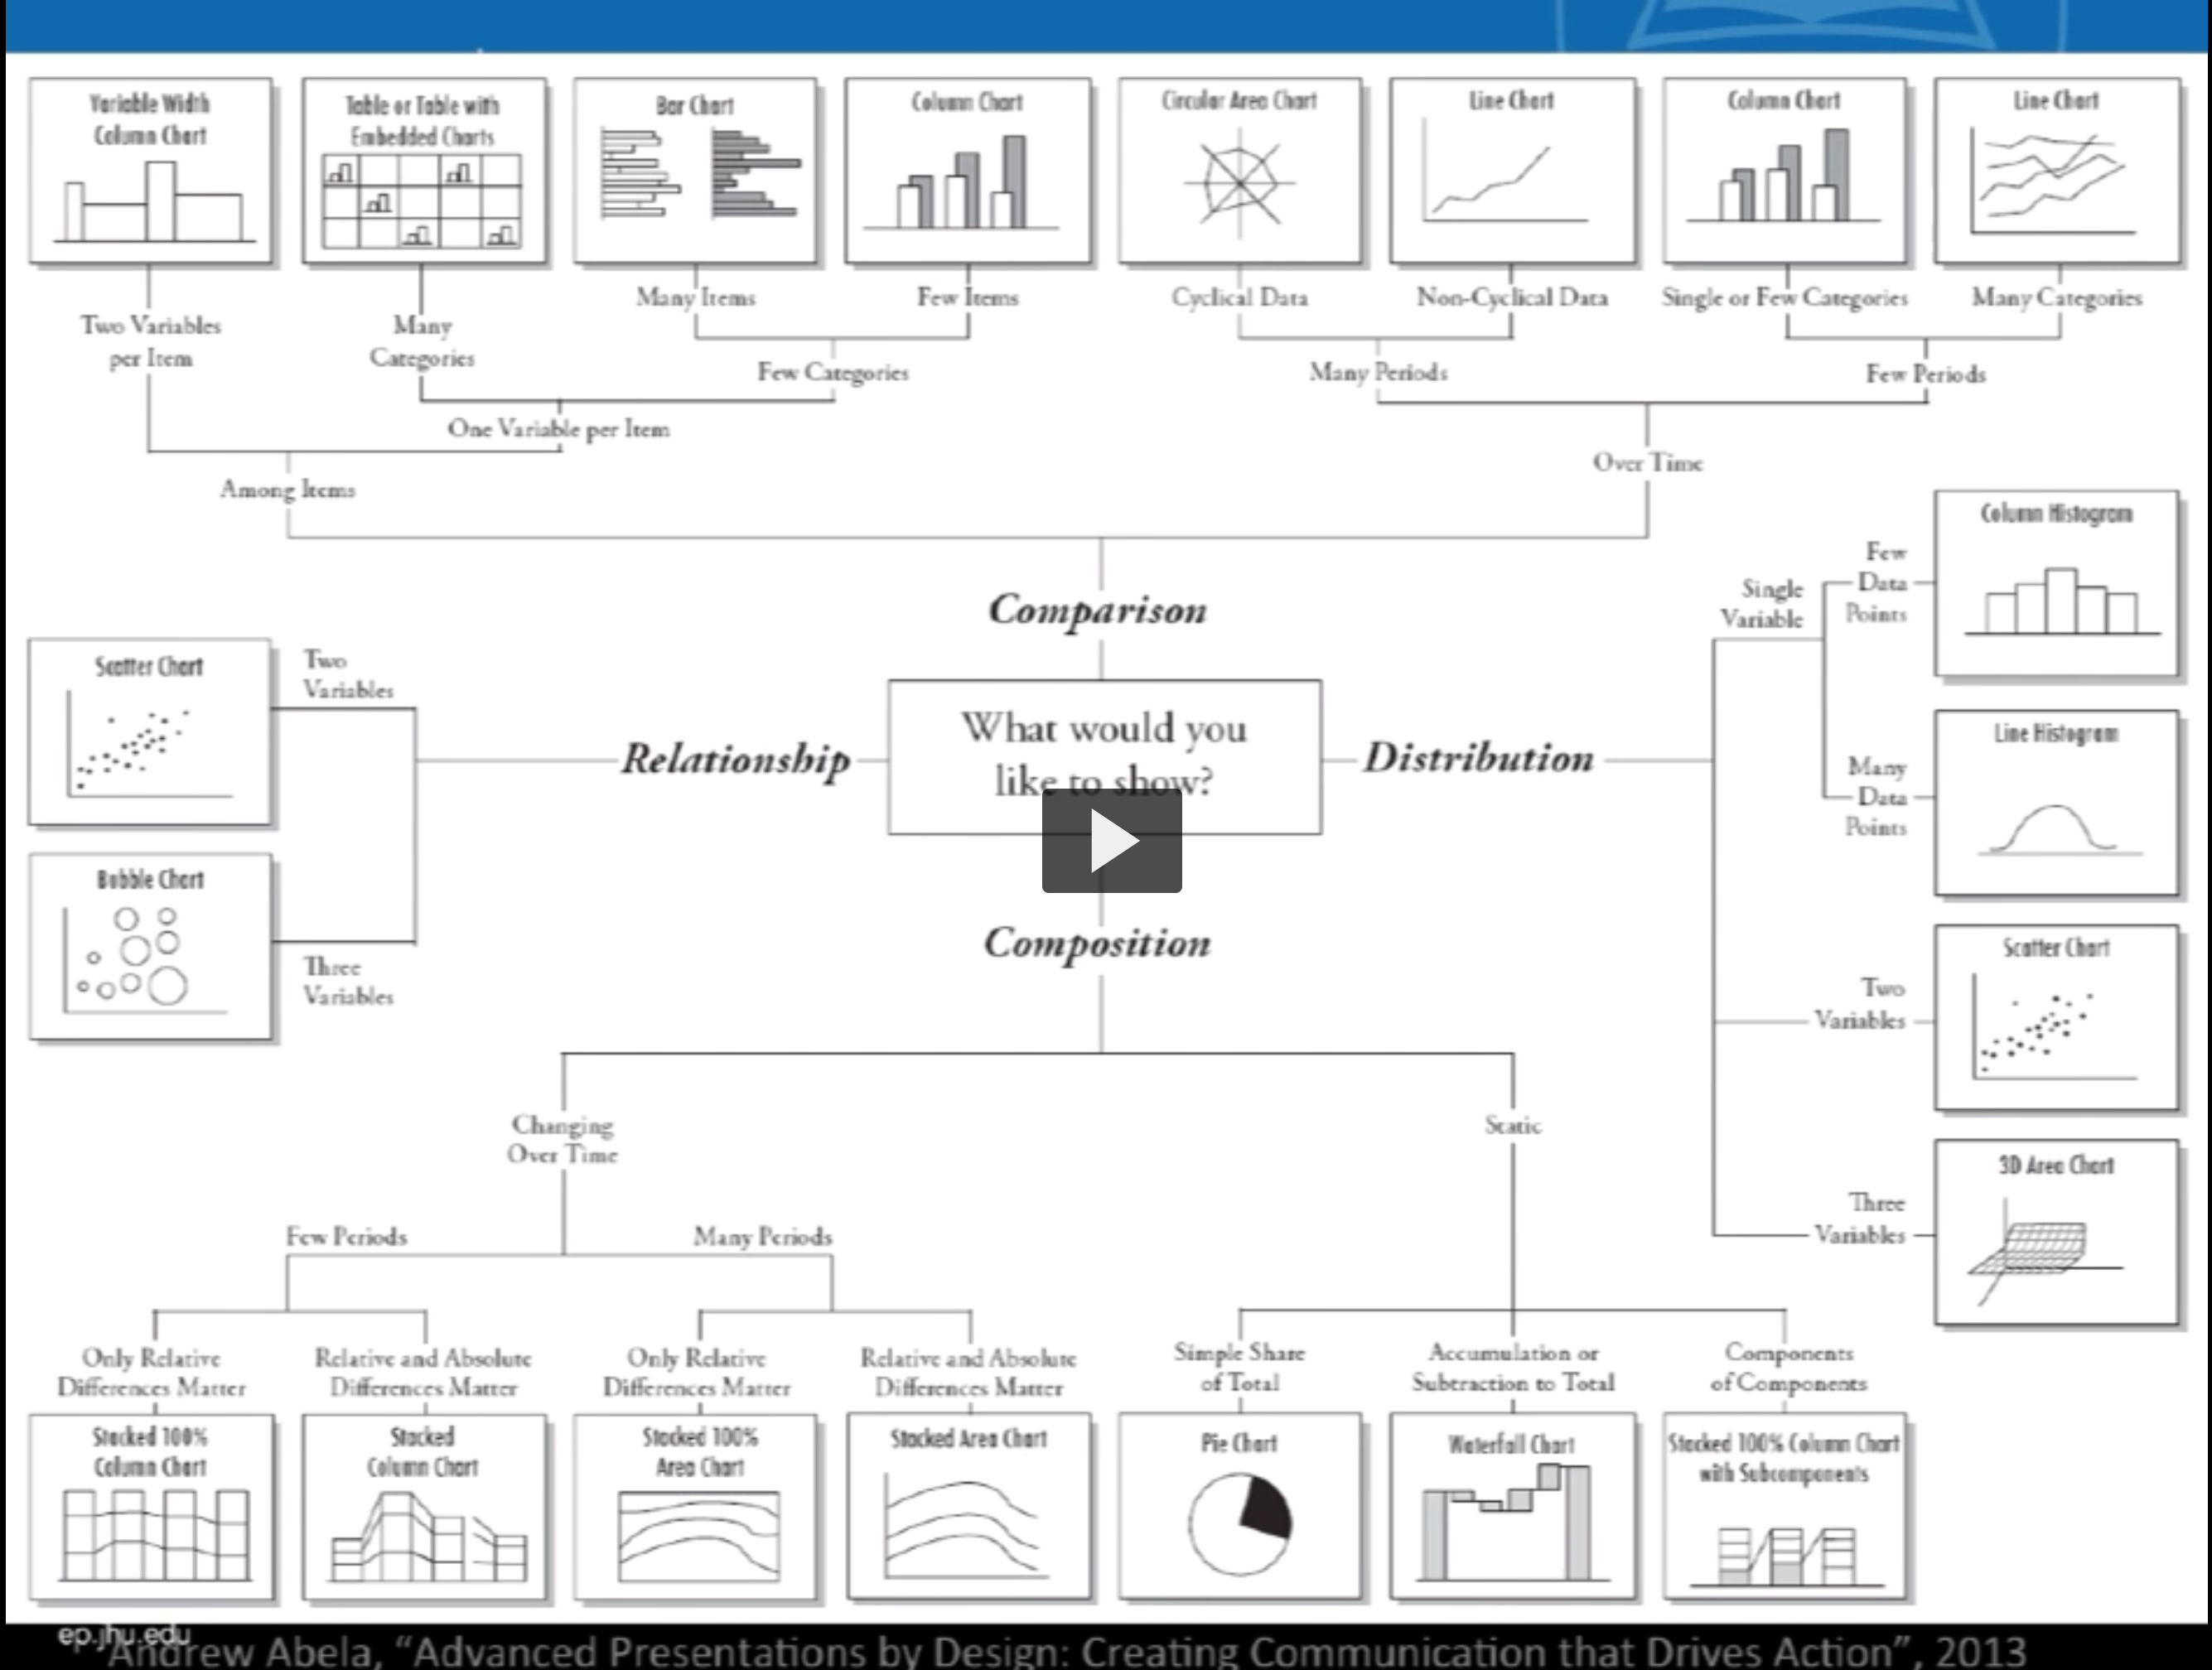 Variable Width
Column Chart
Table or Table with
Embedded Charts
Bar Chart
Column Chart
Circular Area Chart
Line Chart
Column Chart
Line Chart
Two Variables
per Item
Many
Categories
Many Items
Few Items
Cyclical Data
Non-Cyclical Data
Single or Few Categories
Many Categories
Few Categories
Many Periods
Few Periods
One Variable per Item
Among Items
Over Time
Comparison
What would you
like to show?
Relationship
Two
Variables
Scatter Chart
Three
Variables
Bubble Chart
Distribution
Single
Variable
Few
Data
Points
Column Histogram
Many
Data
Points
Line Histogram
Two
Variables
Scatter Chart
Three
Variables
3D Area Chart
Composition
Changing
Over Time
Static
Few Periods
Many Periods
Only Relative
Differences Matter
Relative and Absolute
Differences Matter
Only Relative
Differences Matter
Relative and Absolute
Differences Matter
Simple Share
of Total
Accumulation or
Subtraction to Total
Components
of Components
Stacked 100%
Column Chart
Stacked
Column Chart
Stacked 100%
Area Chart
Stacked Area Chart
Pie Chart
Waterfall Chart
Stacked 100% Column Chart
with Subcomponents
ep.jhu.edu
Andrew Abela, “Advanced Presentations by Design: Creating Communication that Drives Action”, 2013